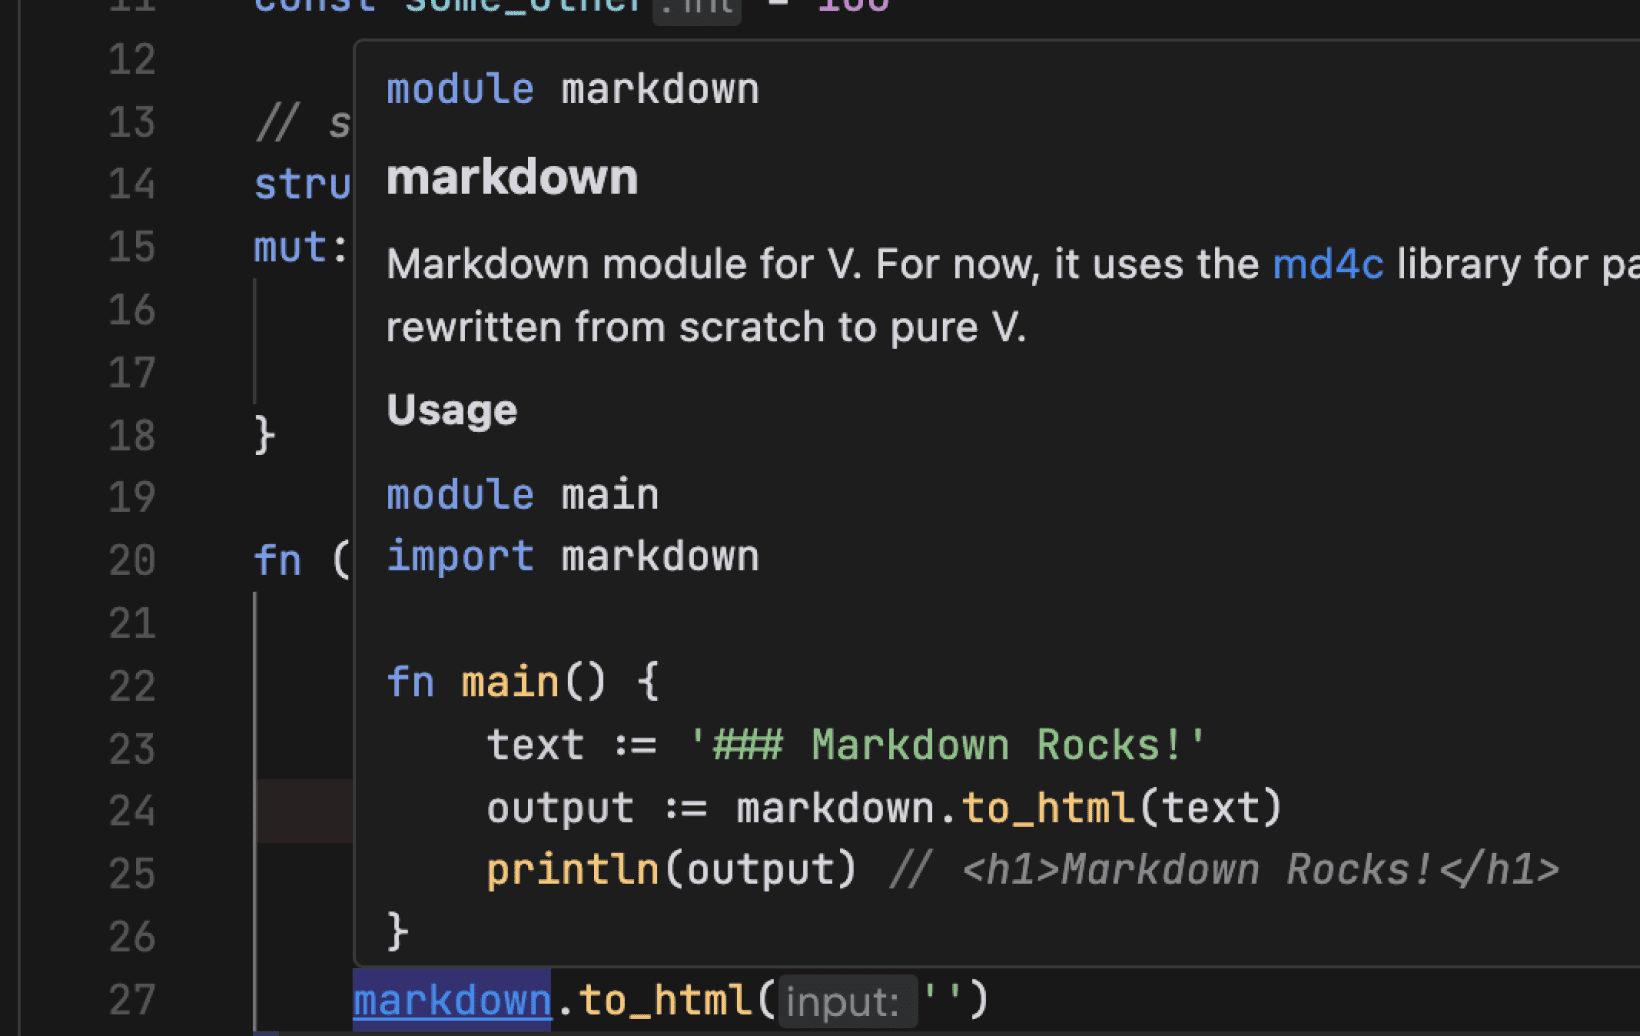 11 const some_other : int = 100
12
module markdown
13 // s
14 stru
markdown
15 mut:
Markdown module for V. For now, it uses the md4c library for pa
16
rewritten from scratch to pure V.
17
Usage
18 }
19
module main
20 fn (
import markdown
21
22
fn main() {
23
text := '### Markdown Rocks!'
24
output := markdown.to_html(text)
25
println(output) // <h1>Markdown Rocks!</h1>
26
}
27 markdown.to_html(input: '')